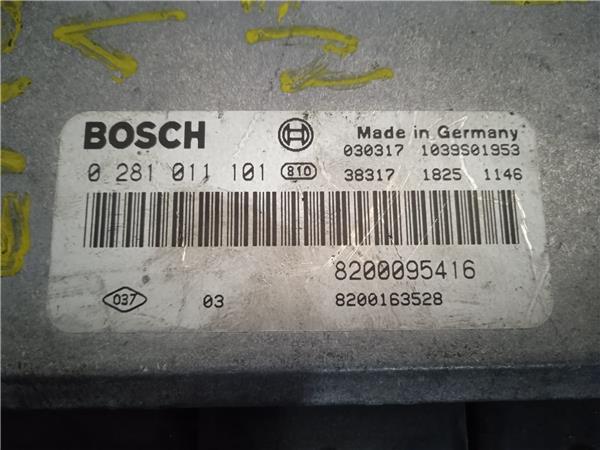 BOSCH
Made in Germany
030317 1039S01953
0 281 011 101 810 38317 1825 1146
8200095416
037 03 8200163528